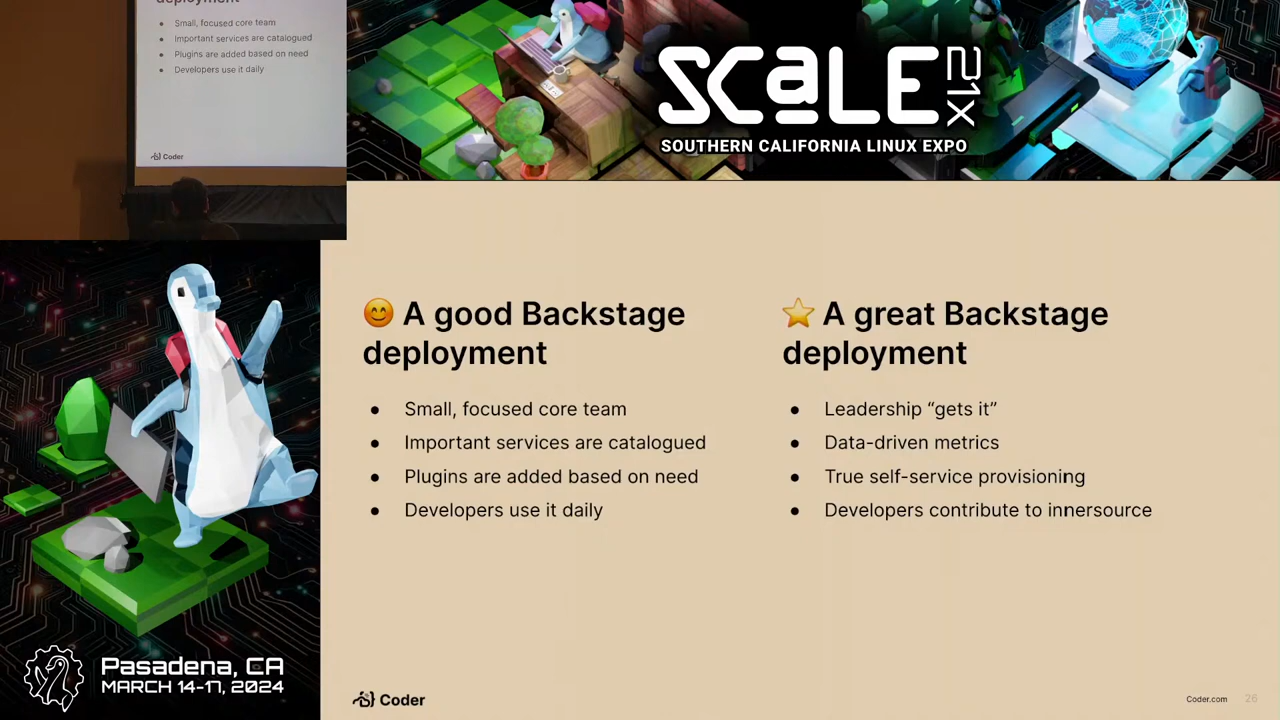 deployment
• Small, focused core team
• Important services are catalogued
• Plugins are added based on need
• Developers use it daily
Coder
SCaLE 21X
SOUTHERN CALIFORNIA LINUX EXPO
😊 A good Backstage
deployment
• Small, focused core team
• Important services are catalogued
• Plugins are added based on need
• Developers use it daily
⭐ A great Backstage
deployment
• Leadership “gets it”
• Data-driven metrics
• True self-service provisioning
• Developers contribute to innersource
Pasadena, CA
MARCH 14-17, 2024
Coder
Coder.com 26